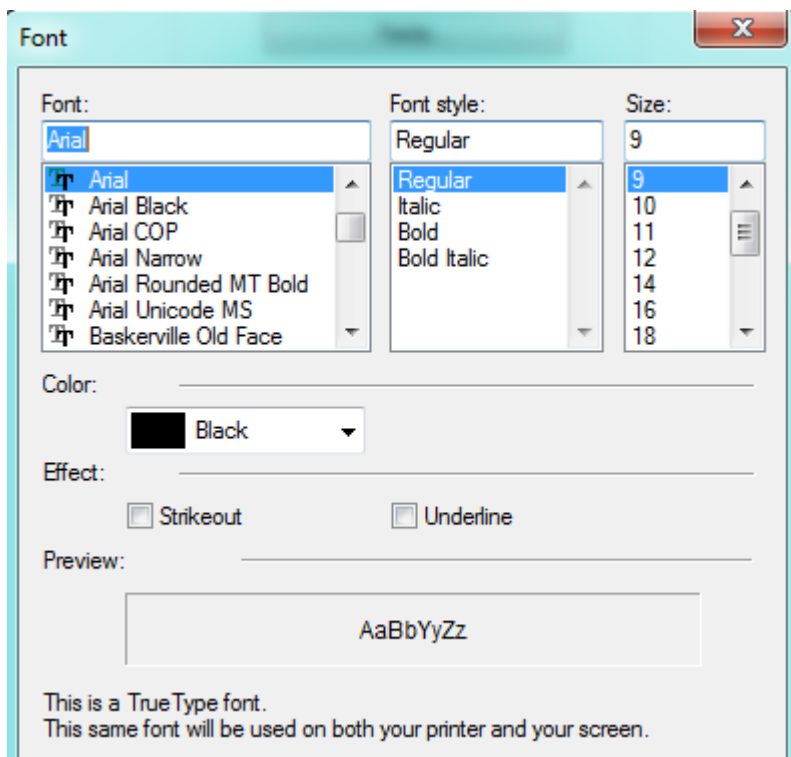 Font
Font: Font style: Size:
Arial Regular 9
Arial Regular 9
Arial Black Italic 10
Arial COP Bold 11
Arial Narrow Bold Italic 12
Arial Rounded MT Bold 14
Arial Unicode MS 16
Baskerville Old Face 18
Color:
Black
Effect:
Strikeout Underline
Preview:
AaBbYyZz
This is a TrueType font.
This same font will be used on both your printer and your screen.